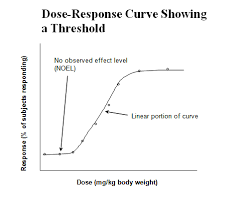 Dose-Response Curve Showing
a Threshold
No observed effect level
(NOEL)
Linear portion of curve
Response (% of subjects responding)
Dose (mg/kg body weight)